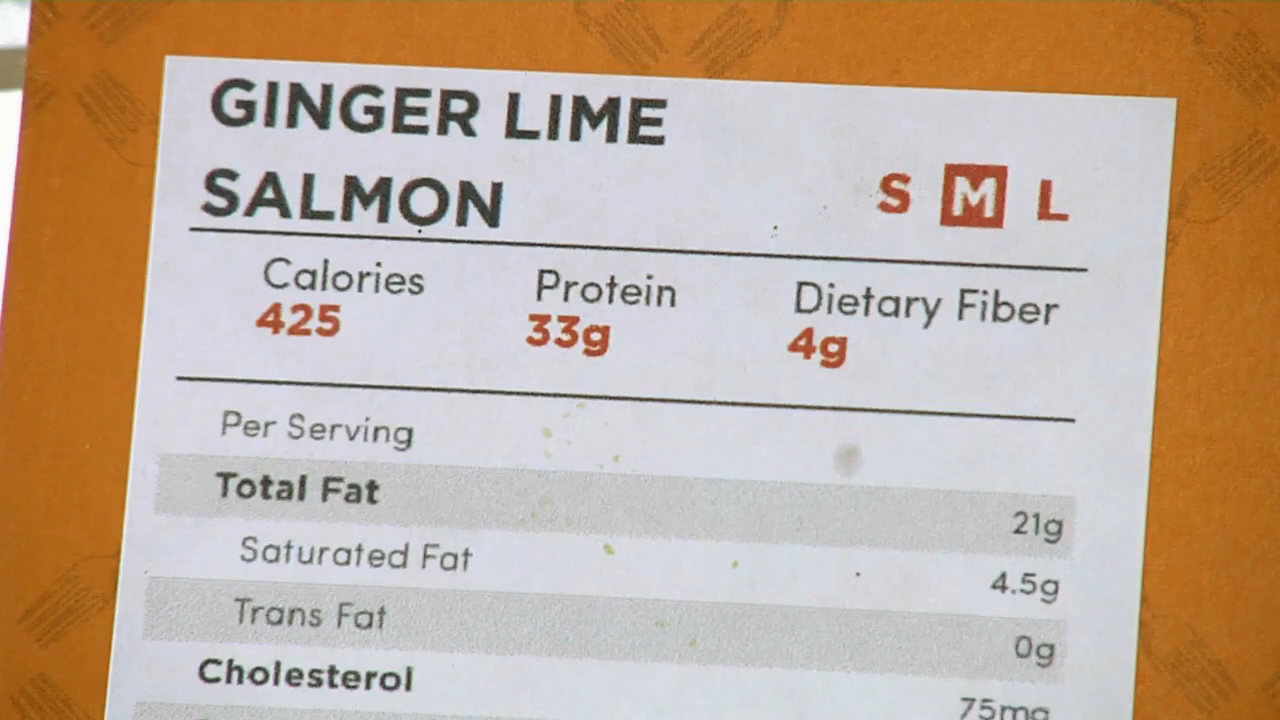 GINGER LIME
SALMON
S M L
Calories Protein Dietary Fiber
425 33g 4g
Per Serving
Total Fat 21g
Saturated Fat 4.5g
Trans Fat 0g
Cholesterol 75mg